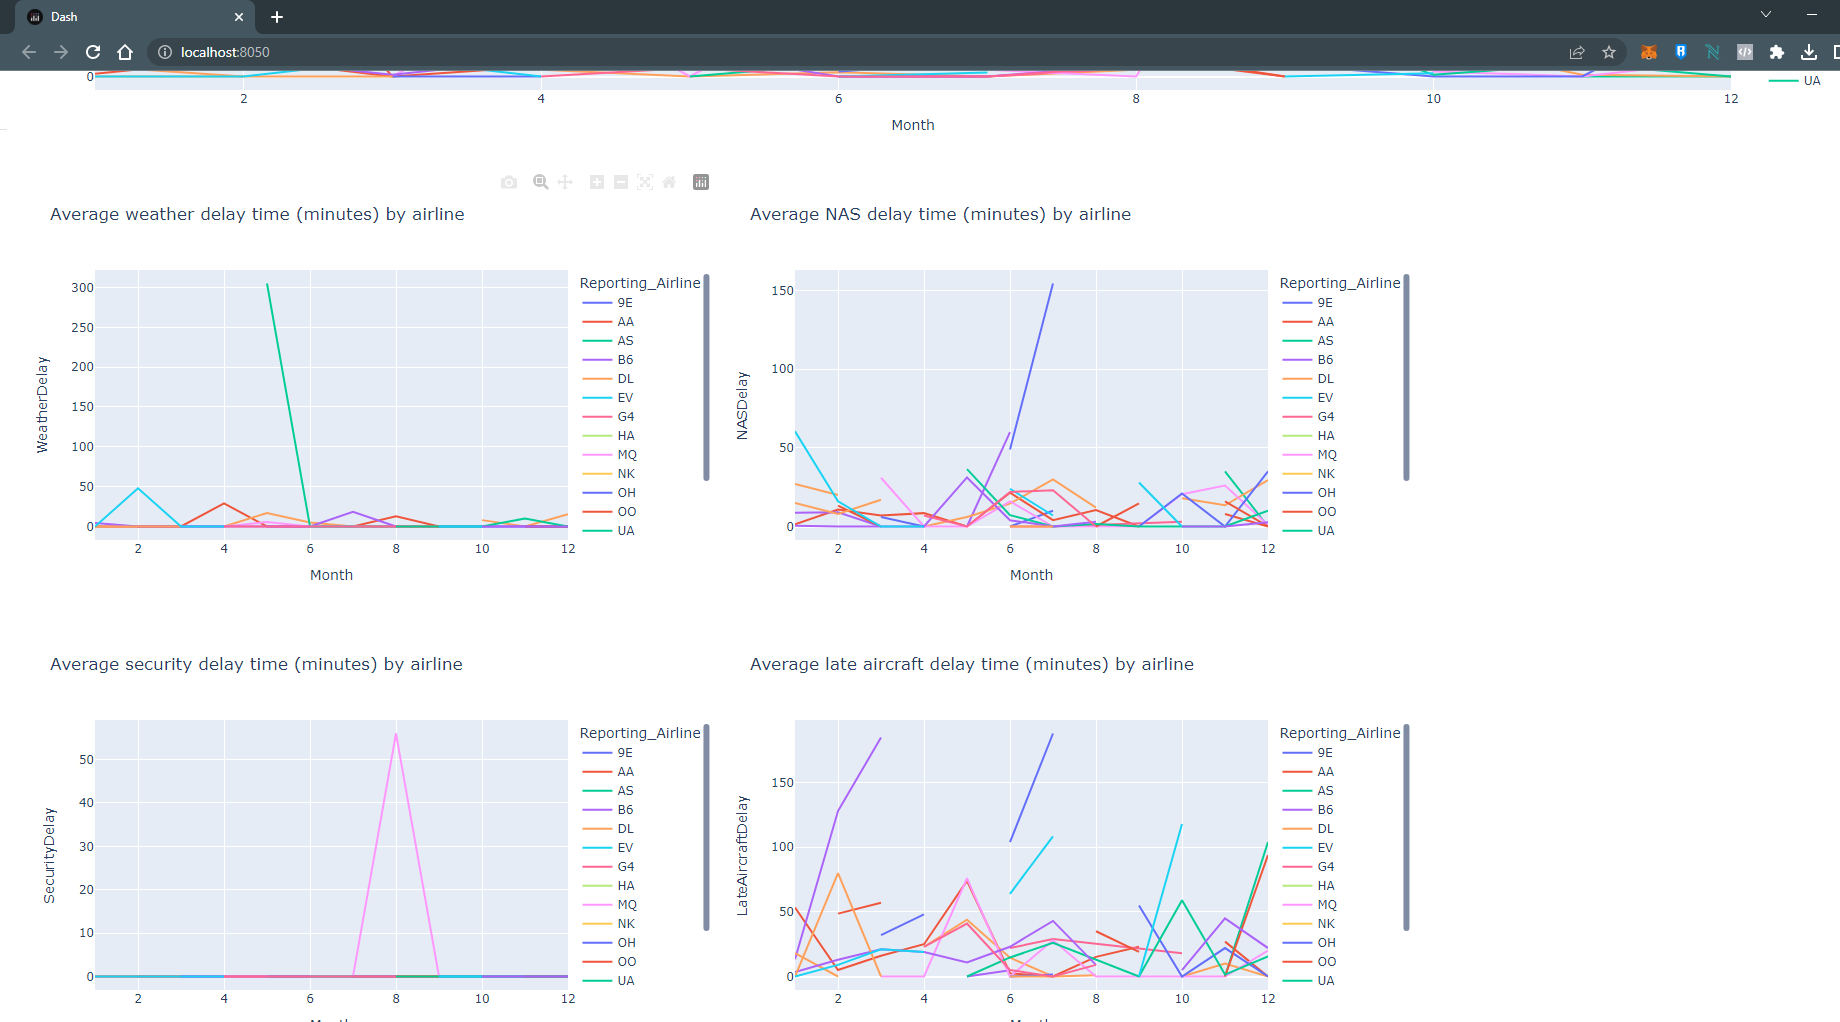 Dash
localhost:8050
0
UA
2 4 6 8 10 12
Month
Average weather delay time (minutes) by airline
300
250
200
150
100
50
0
WeatherDelay
2 4 6 8 10 12
Month
Reporting_Airline
9E
AA
AS
B6
DL
EV
G4
HA
MQ
NK
OH
OO
UA
Average NAS delay time (minutes) by airline
150
100
50
0
NASDelay
2 4 6 8 10 12
Month
Reporting_Airline
9E
AA
AS
B6
DL
EV
G4
HA
MQ
NK
OH
OO
UA
Average security delay time (minutes) by airline
50
40
30
20
10
0
SecurityDelay
2 4 6 8 10 12
Month
Reporting_Airline
9E
AA
AS
B6
DL
EV
G4
HA
MQ
NK
OH
OO
UA
Average late aircraft delay time (minutes) by airline
150
100
50
0
LateAircraftDelay
2 4 6 8 10 12
Month
Reporting_Airline
9E
AA
AS
B6
DL
EV
G4
HA
MQ
NK
OH
OO
UA